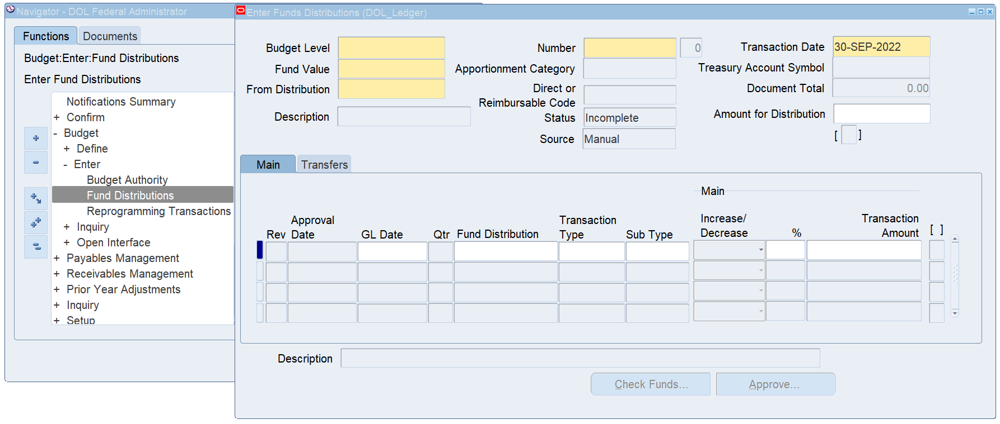 Navigator - DOL Federal Administrator
Functions Documents
Budget:Enter:Fund Distributions
Enter Fund Distributions
Notifications Summary
+ Confirm
- Budget
+ Define
- Enter
Budget Authority
Fund Distributions
Reprogramming Transactions
+ Inquiry
+ Open Interface
+ Payables Management
+ Receivables Management
+ Prior Year Adjustments
+ Inquiry
+ Setup
Enter Funds Distributions (DOL_Ledger)
Budget Level
Number 0
Transaction Date 30-SEP-2022
Fund Value
Apportionment Category
Treasury Account Symbol
From Distribution
Direct or
Reimbursable Code
Document Total 0.00
Description
Status Incomplete
Amount for Distribution
Source Manual
[ ]
Main Transfers
Main
Rev
Approval
Date
GL Date
Qtr
Fund Distribution
Transaction
Type
Sub Type
Increase/
Decrease
%
Transaction
Amount
[ ]
Description
Check Funds...
Approve...